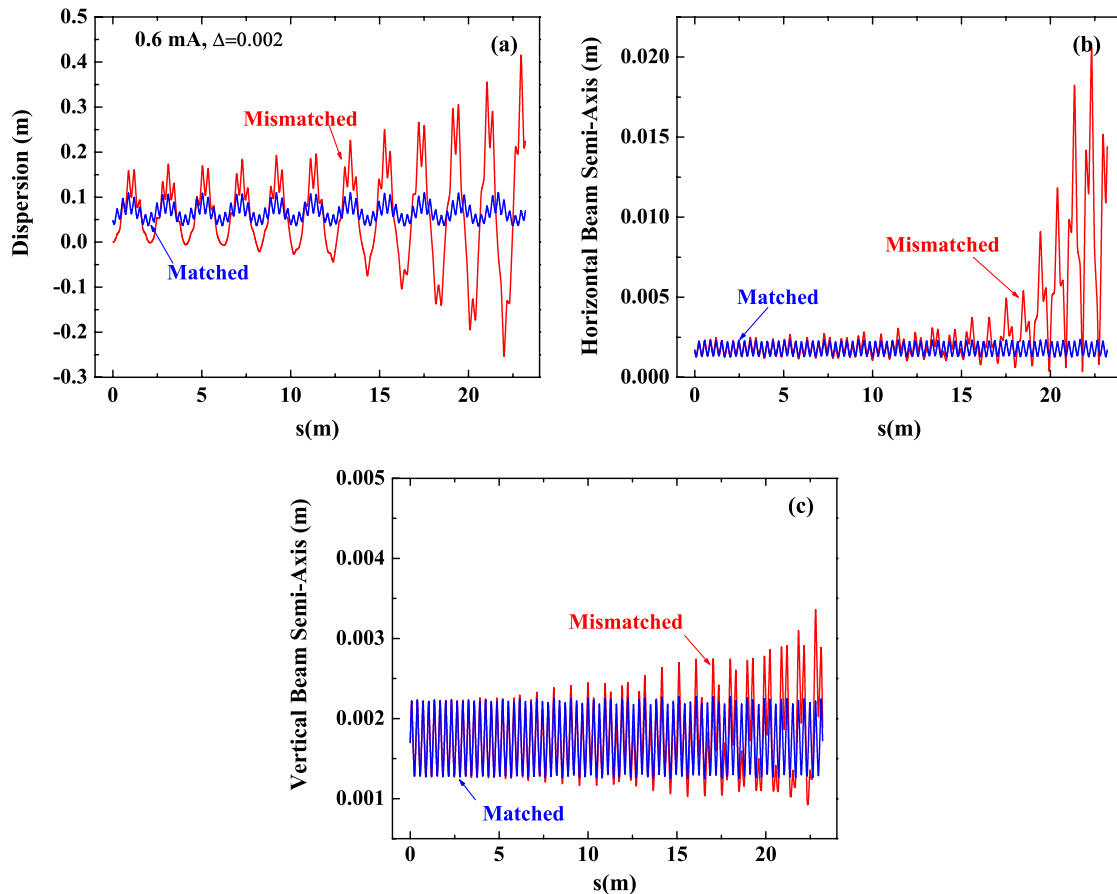 0.6 mA, Δ=0.002
(a)
Mismatched
Matched
Dispersion (m)
0.5
0.4
0.3
0.2
0.1
0.0
-0.1
-0.2
-0.3
0 5 10 15 20
s(m)
(b)
Mismatched
Matched
Horizontal Beam Semi-Axis (m)
0.020
0.015
0.010
0.005
0.000
0 5 10 15 20
s(m)
(c)
Mismatched
Matched
Vertical Beam Semi-Axis (m)
0.005
0.004
0.003
0.002
0.001
0 5 10 15 20
s(m)